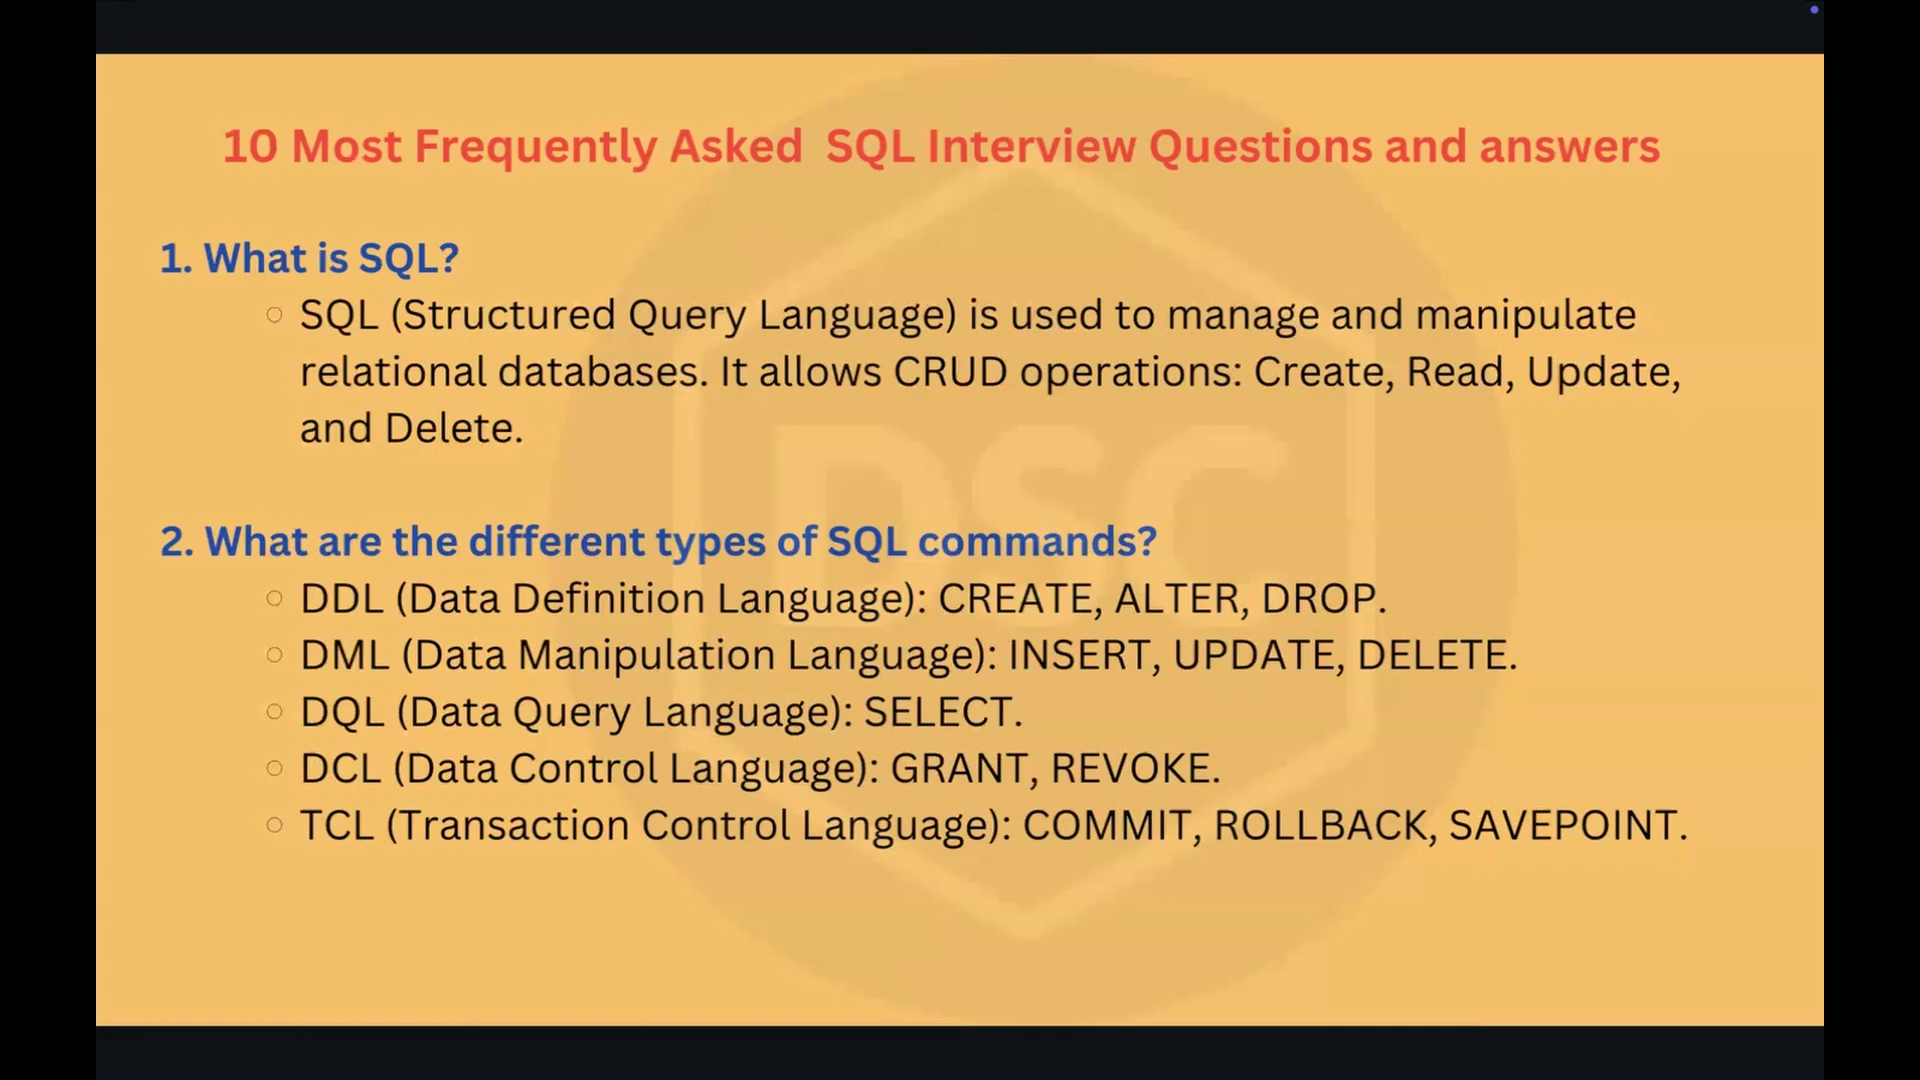 10 Most Frequently Asked SQL Interview Questions and answers
1. What is SQL?
SQL (Structured Query Language) is used to manage and manipulate
relational databases. It allows CRUD operations: Create, Read, Update,
and Delete.
2. What are the different types of SQL commands?
DDL (Data Definition Language): CREATE, ALTER, DROP.
DML (Data Manipulation Language): INSERT, UPDATE, DELETE.
DQL (Data Query Language): SELECT.
DCL (Data Control Language): GRANT, REVOKE.
TCL (Transaction Control Language): COMMIT, ROLLBACK, SAVEPOINT.
DSC